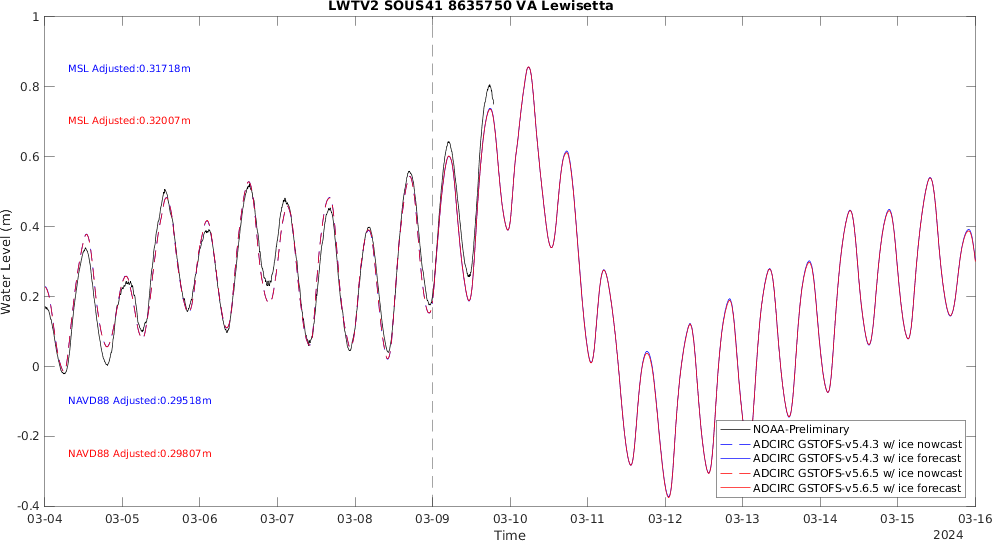 LWTV2 SOUS41 8635750 VA Lewisetta
MSL Adjusted:0.31718m
MSL Adjusted:0.32007m
NAVD88 Adjusted:0.29518m
NAVD88 Adjusted:0.29807m
Water Level (m)
1
0.8
0.6
0.4
0.2
0
-0.2
-0.4
NOAA-Preliminary
ADCIRC GSTOFS-v5.4.3 w/ ice nowcast
ADCIRC GSTOFS-v5.4.3 w/ ice forecast
ADCIRC GSTOFS-v5.6.5 w/ ice nowcast
ADCIRC GSTOFS-v5.6.5 w/ ice forecast
03-04 03-05 03-06 03-07 03-08 03-09 03-10 03-11 03-12 03-13 03-14 03-15 03-16
Time
2024